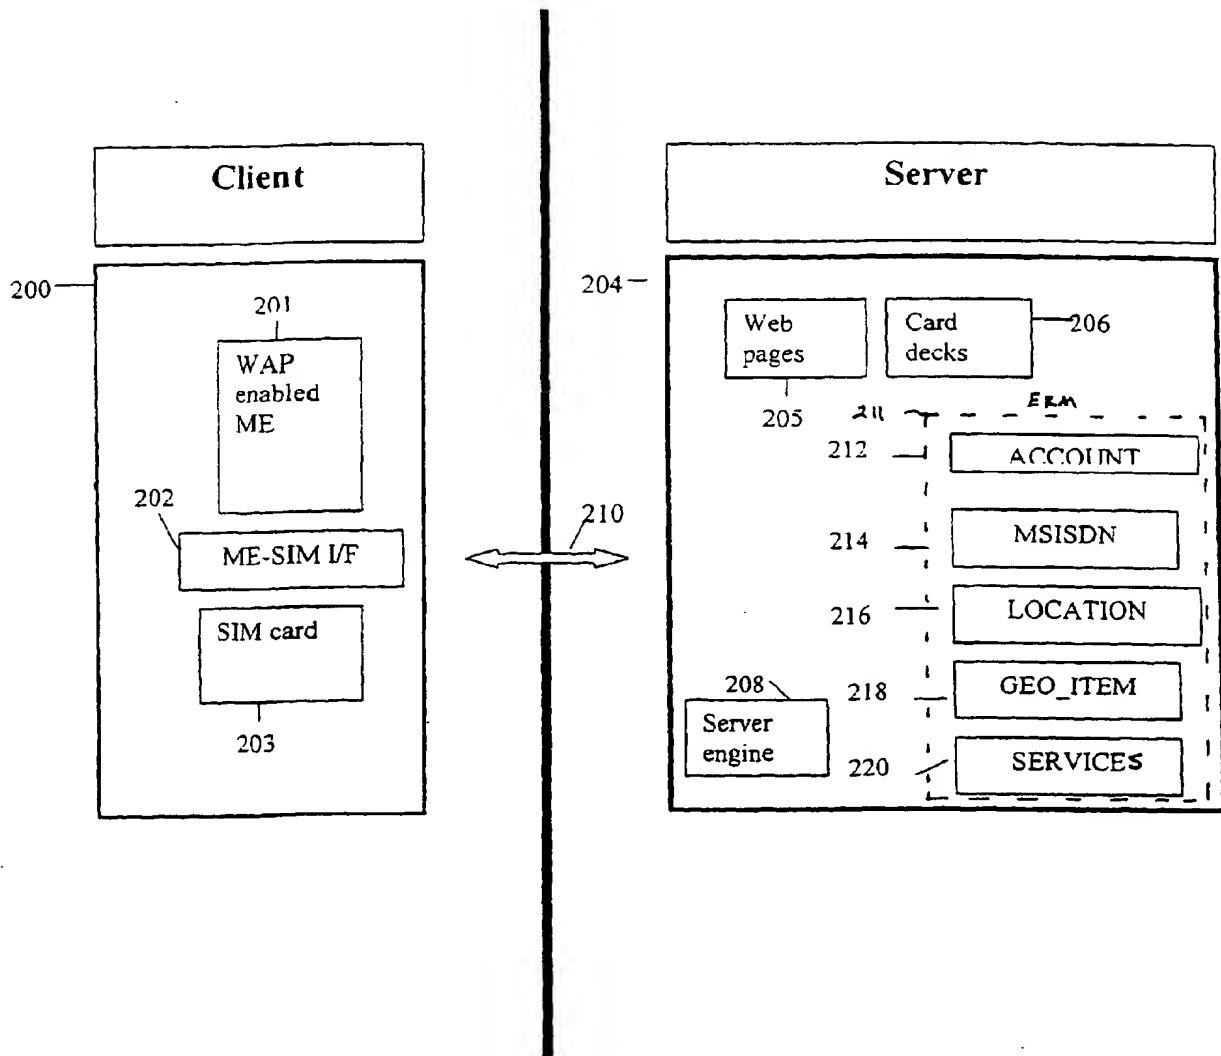 Client
200
201
WAP
enabled
ME
202
ME-SIM I/F
SIM card
203
210
Server
204
Web
pages
205
Card
decks
206
211
ERM
212
ACCOUNT
214
MSISDN
216
LOCATION
218
GEO_ITEM
220
SERVICES
208
Server
engine